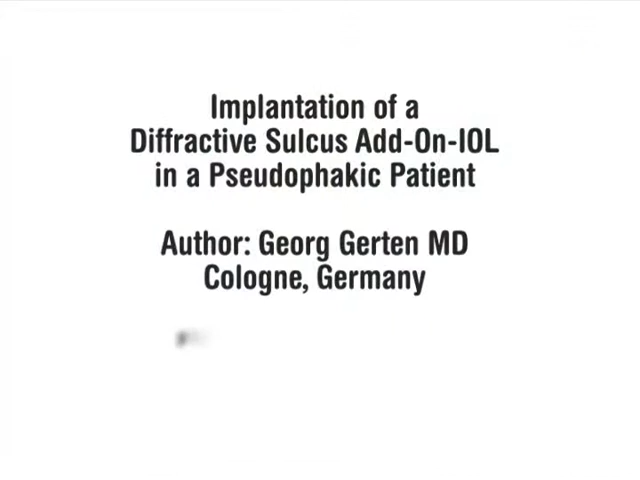 Implantation of a
Diffractive Sulcus Add-On-IOL
in a Pseudophakic Patient
Author: Georg Gerten MD
Cologne, Germany